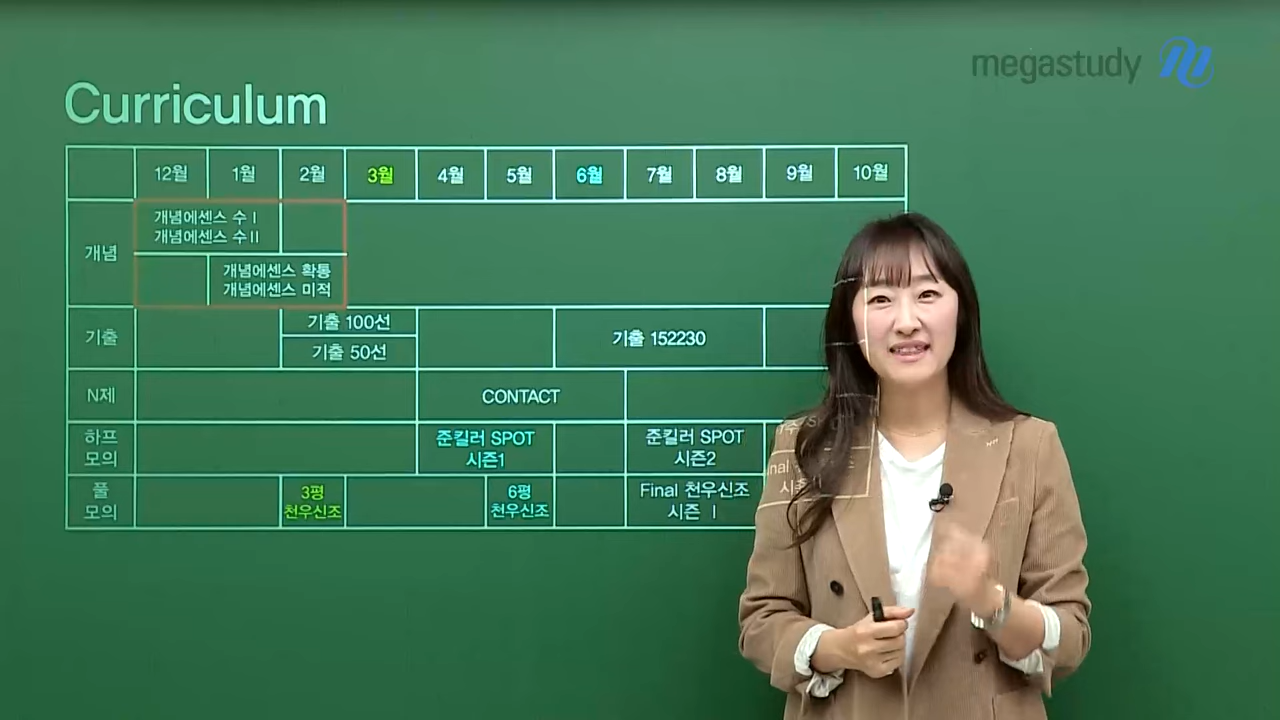 megastudy
Curriculum
12월 1월 2월 3월 4월 5월 6월 7월 8월 9월 10월
개념
개념에센스 수Ⅰ
개념에센스 수Ⅱ
개념에센스 확통
개념에센스 미적
기출
기출 100선
기출 50선
기출 152230
N제
CONTACT
하프
모의
준킬러 SPOT
시즌1
준킬러 SPOT
시즌2
풀
모의
3평
천우신조
6평
천우신조
Final 천우신조
시즌 Ⅰ